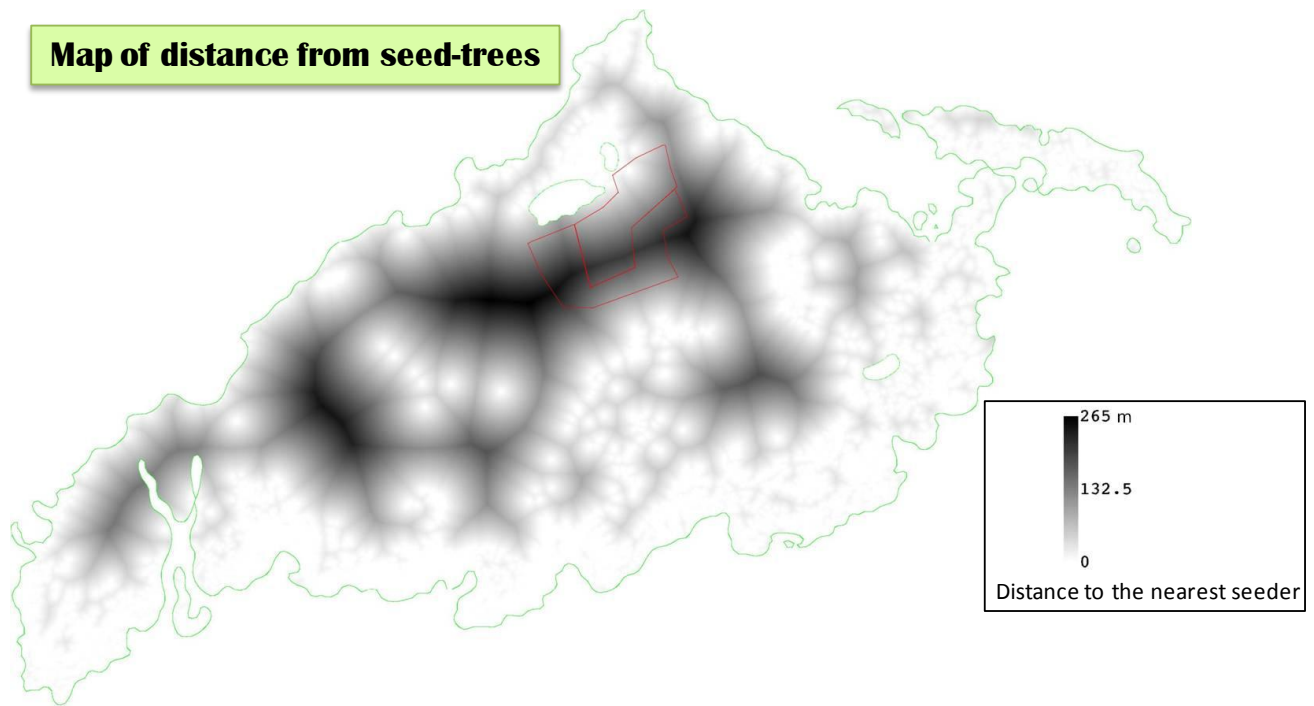 Map of distance from seed-trees
265 m
132.5
0
Distance to the nearest seeder